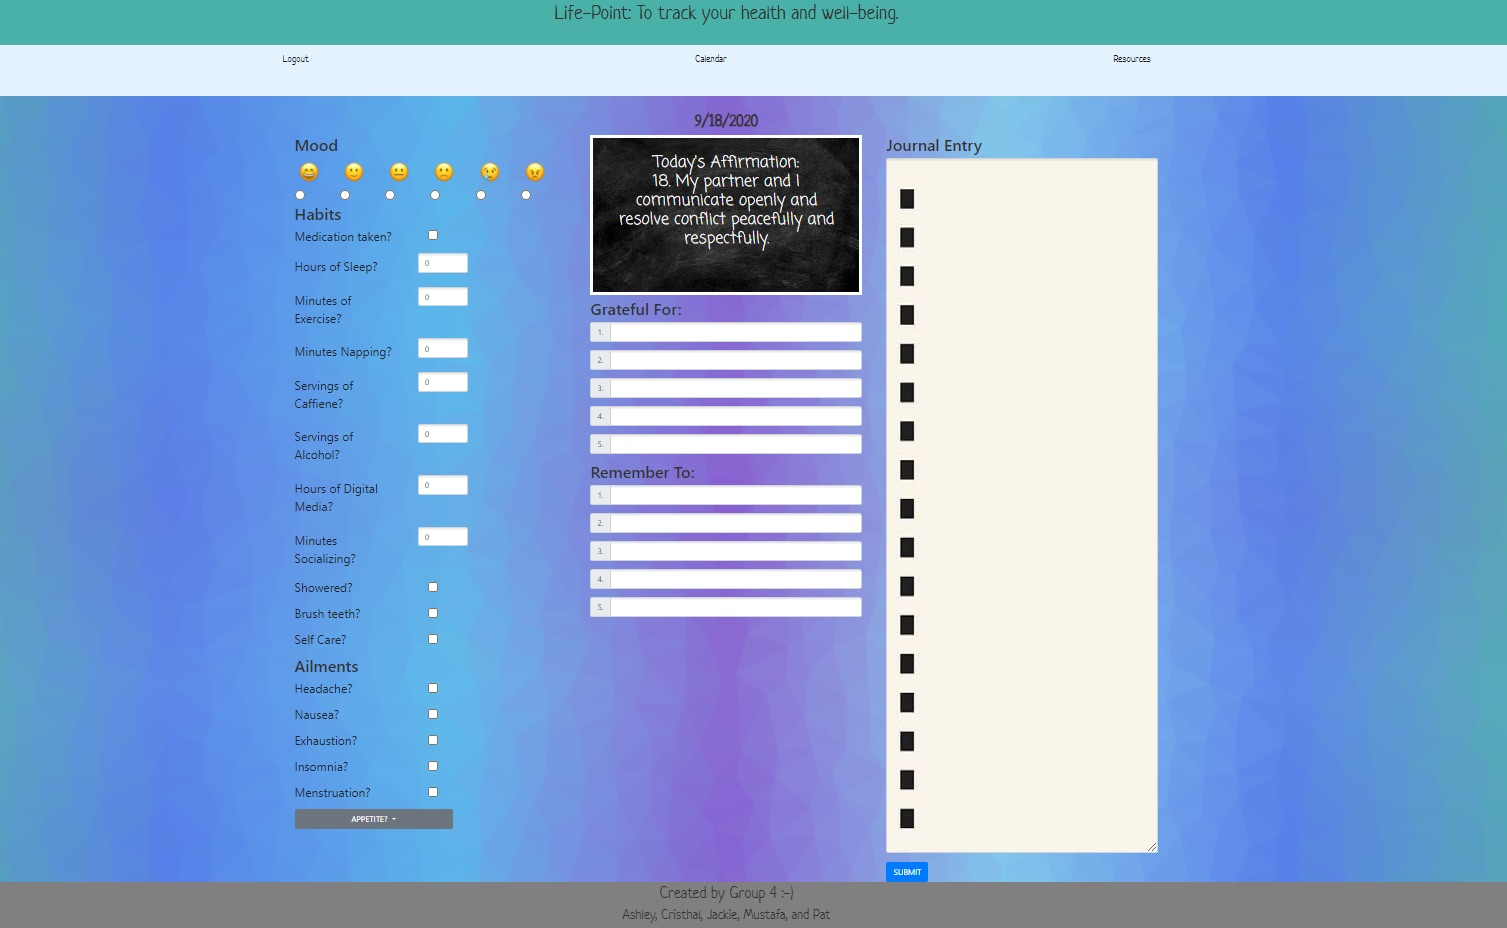 Life-Point: To track your health and well-being.
Logout
Calendar
Resources
9/18/2020
Mood
Habits
Medication taken?
Hours of Sleep?
0
Minutes of
Exercise?
0
Minutes Napping?
0
Servings of
Caffiene?
0
Servings of
Alcohol?
0
Hours of Digital
Media?
0
Minutes
Socializing?
0
Showered?
Brush teeth?
Self Care?
Ailments
Headache?
Nausea?
Exhaustion?
Insomnia?
Menstruation?
APPETITE?
Today's Affirmation:
18. My partner and I
communicate openly and
resolve conflict peacefully and
respectfully.
Grateful For:
1.
2.
3.
4.
5.
Remember To:
1.
2.
3.
4.
5.
Journal Entry
SUBMIT
Created by Group 4 :-)
Ashley, Cristhal, Jackie, Mustafa, and Pat